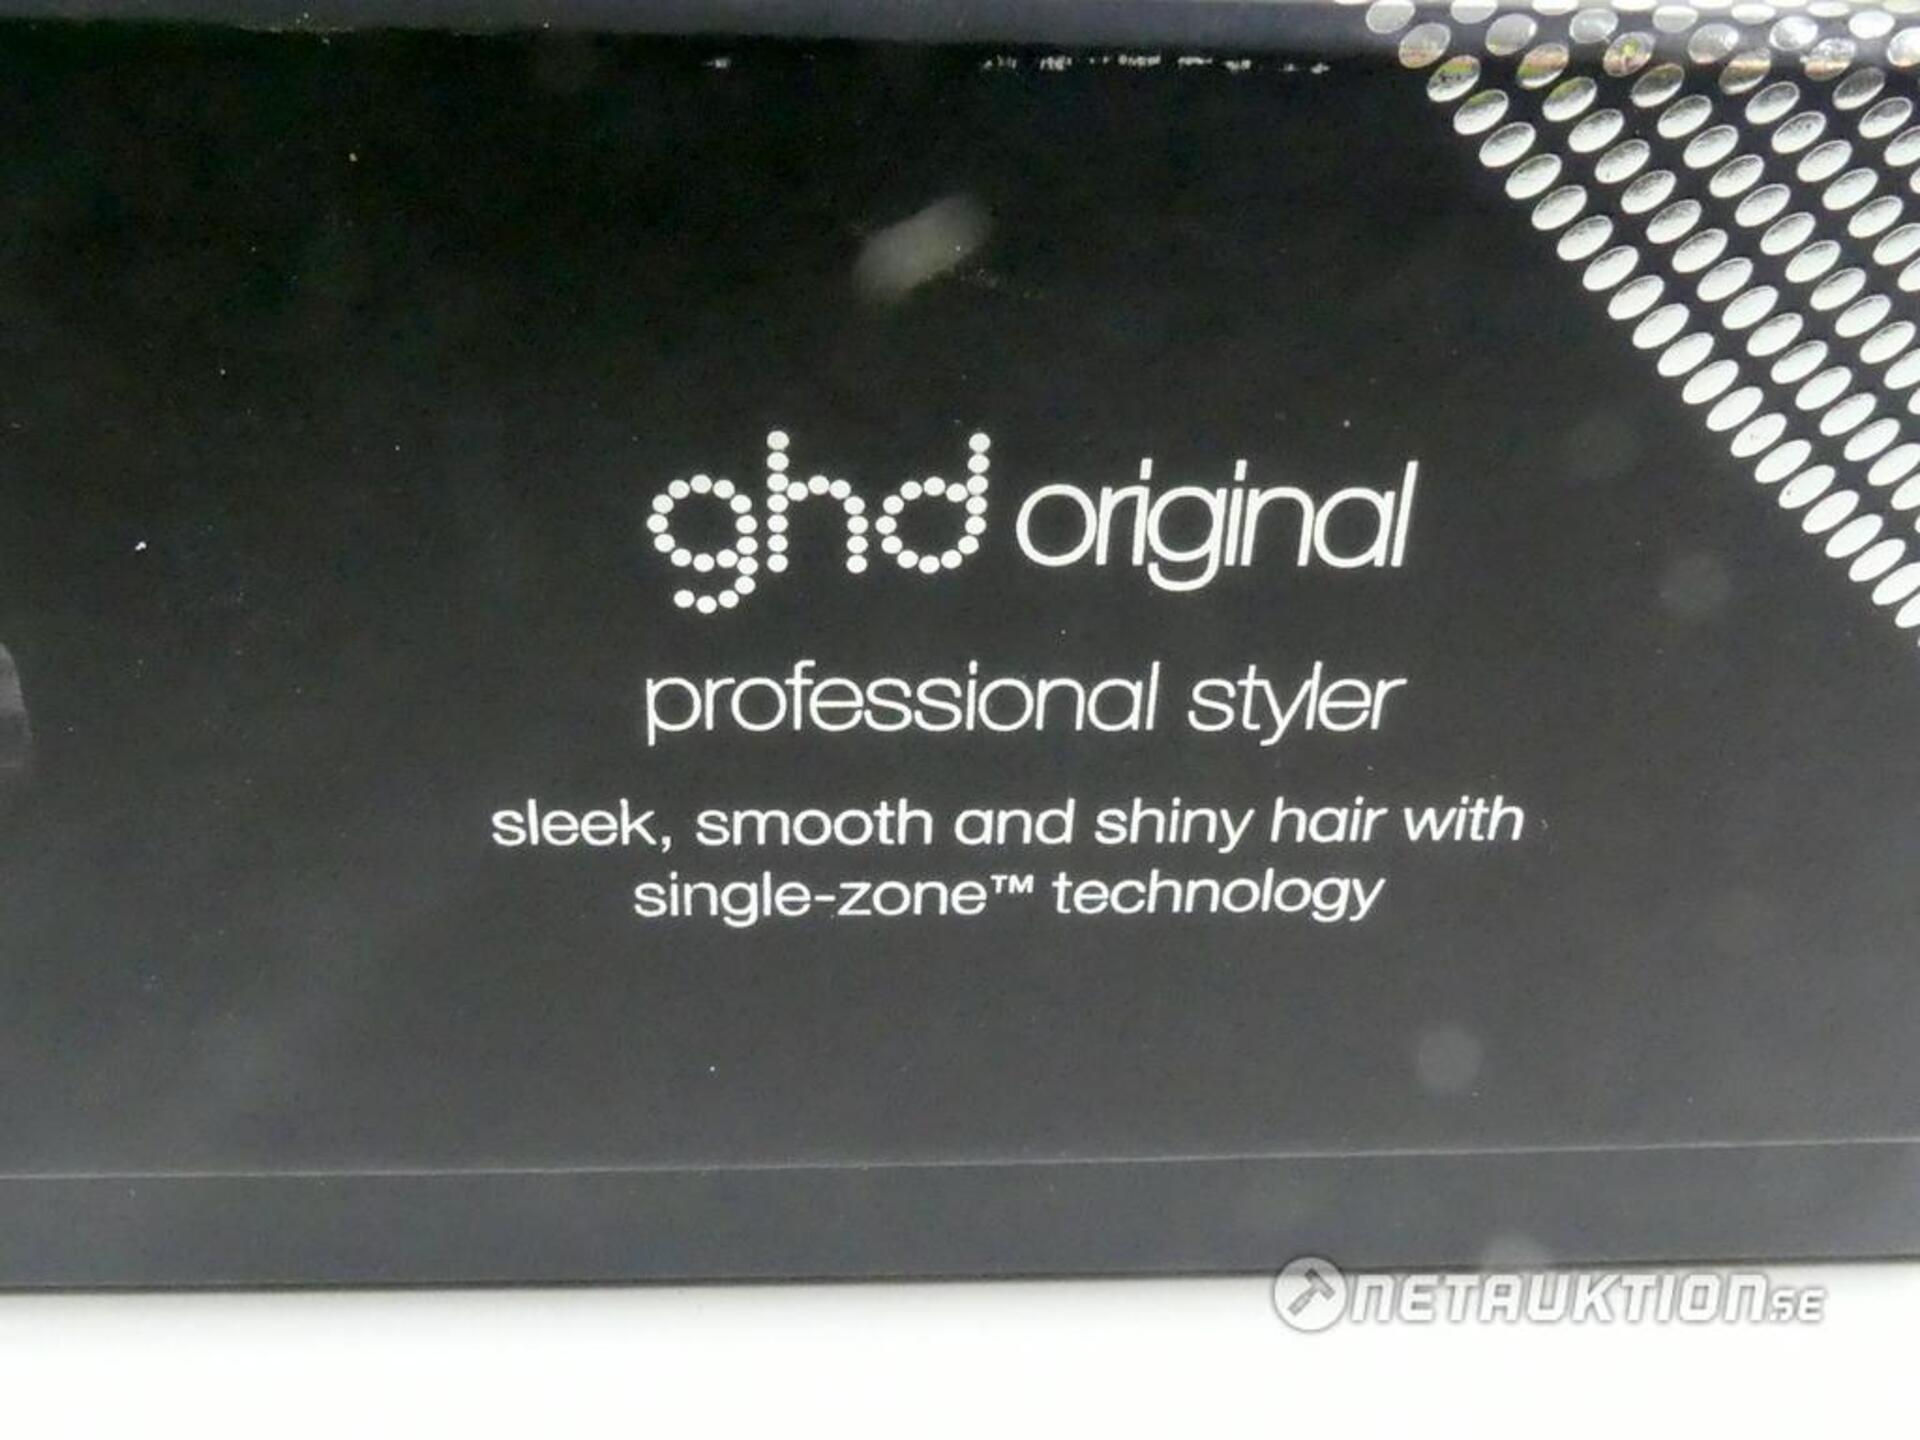 ghd original
professional styler
sleek, smooth and shiny hair with
single-zone™ technology
NETAUKTION.SE